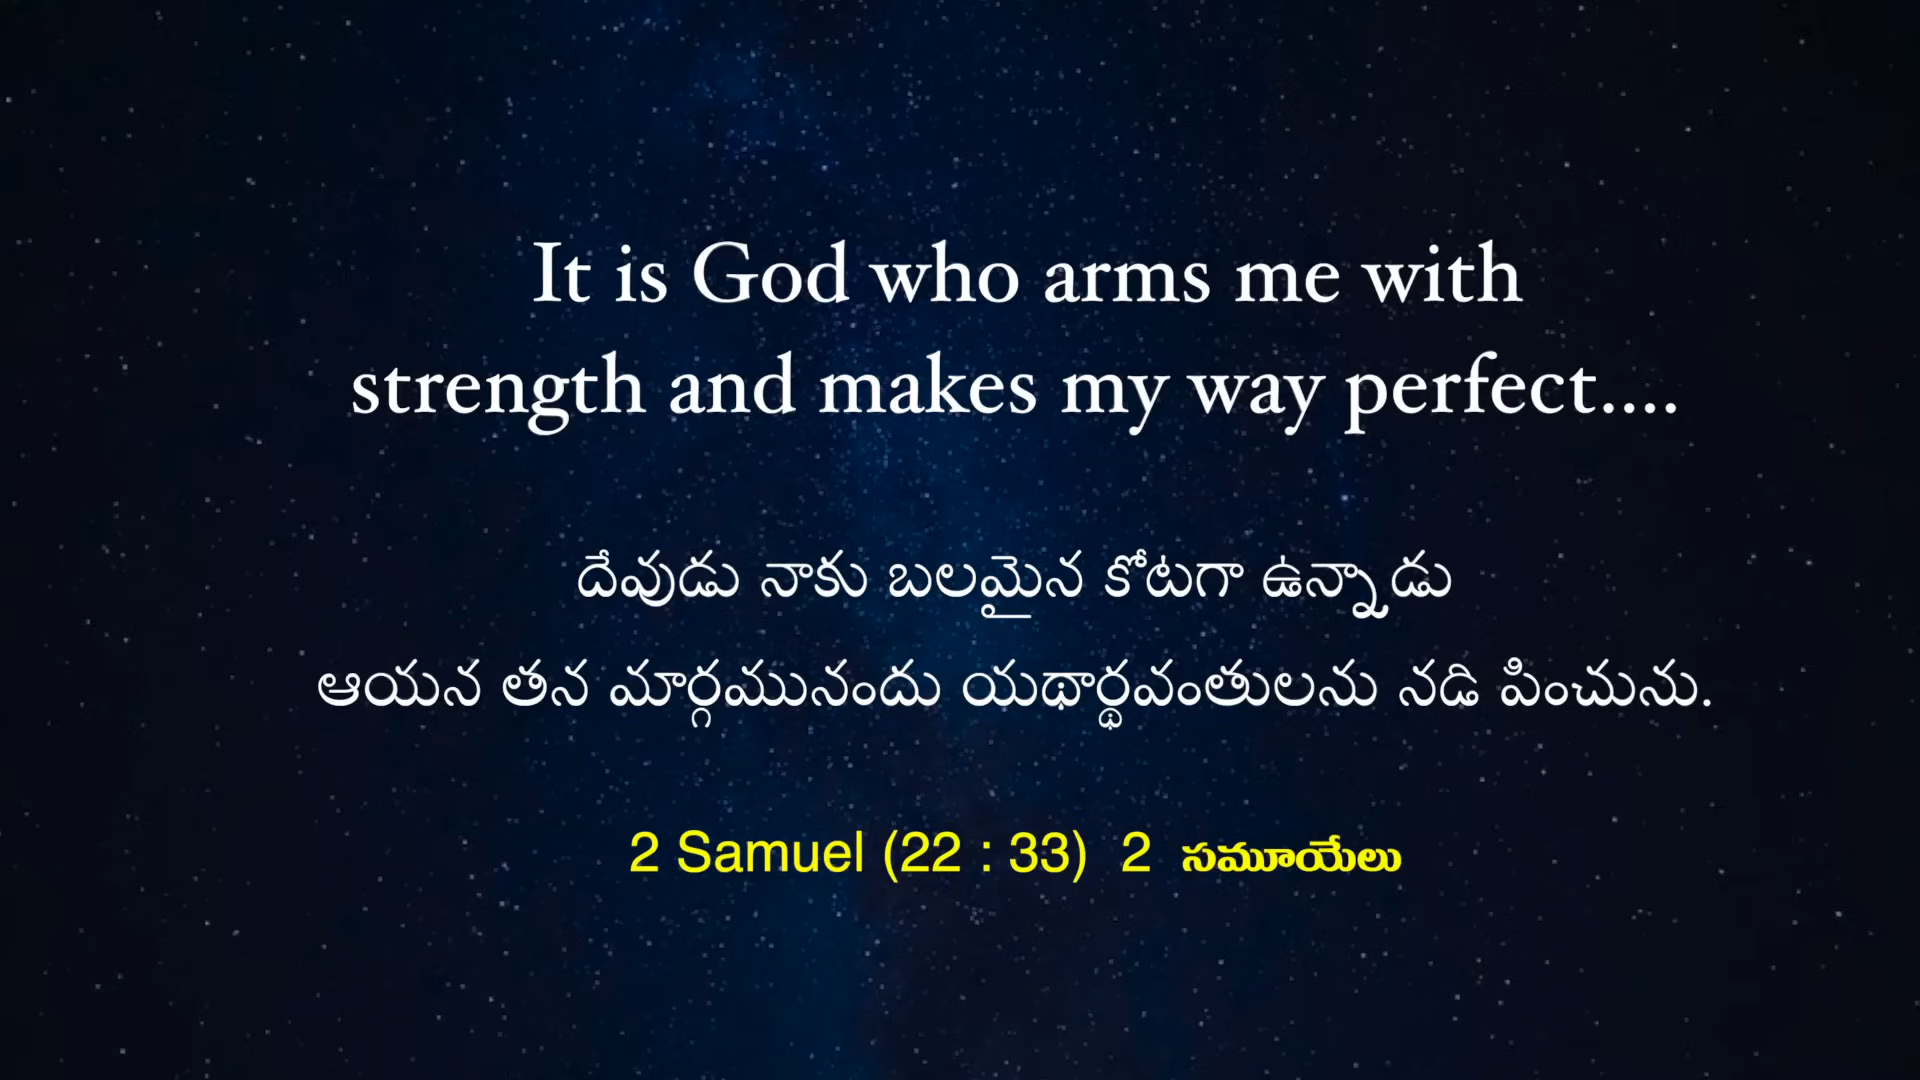 It is God who arms me with
strength and makes my way perfect....
దేవుడు నాకు బలమైన కోటగా ఉన్నాడు
ఆయన తన మార్గమునందు యథార్థవంతులను నడి పించును.
2 Samuel (22 : 33) 2 సమూయేలు